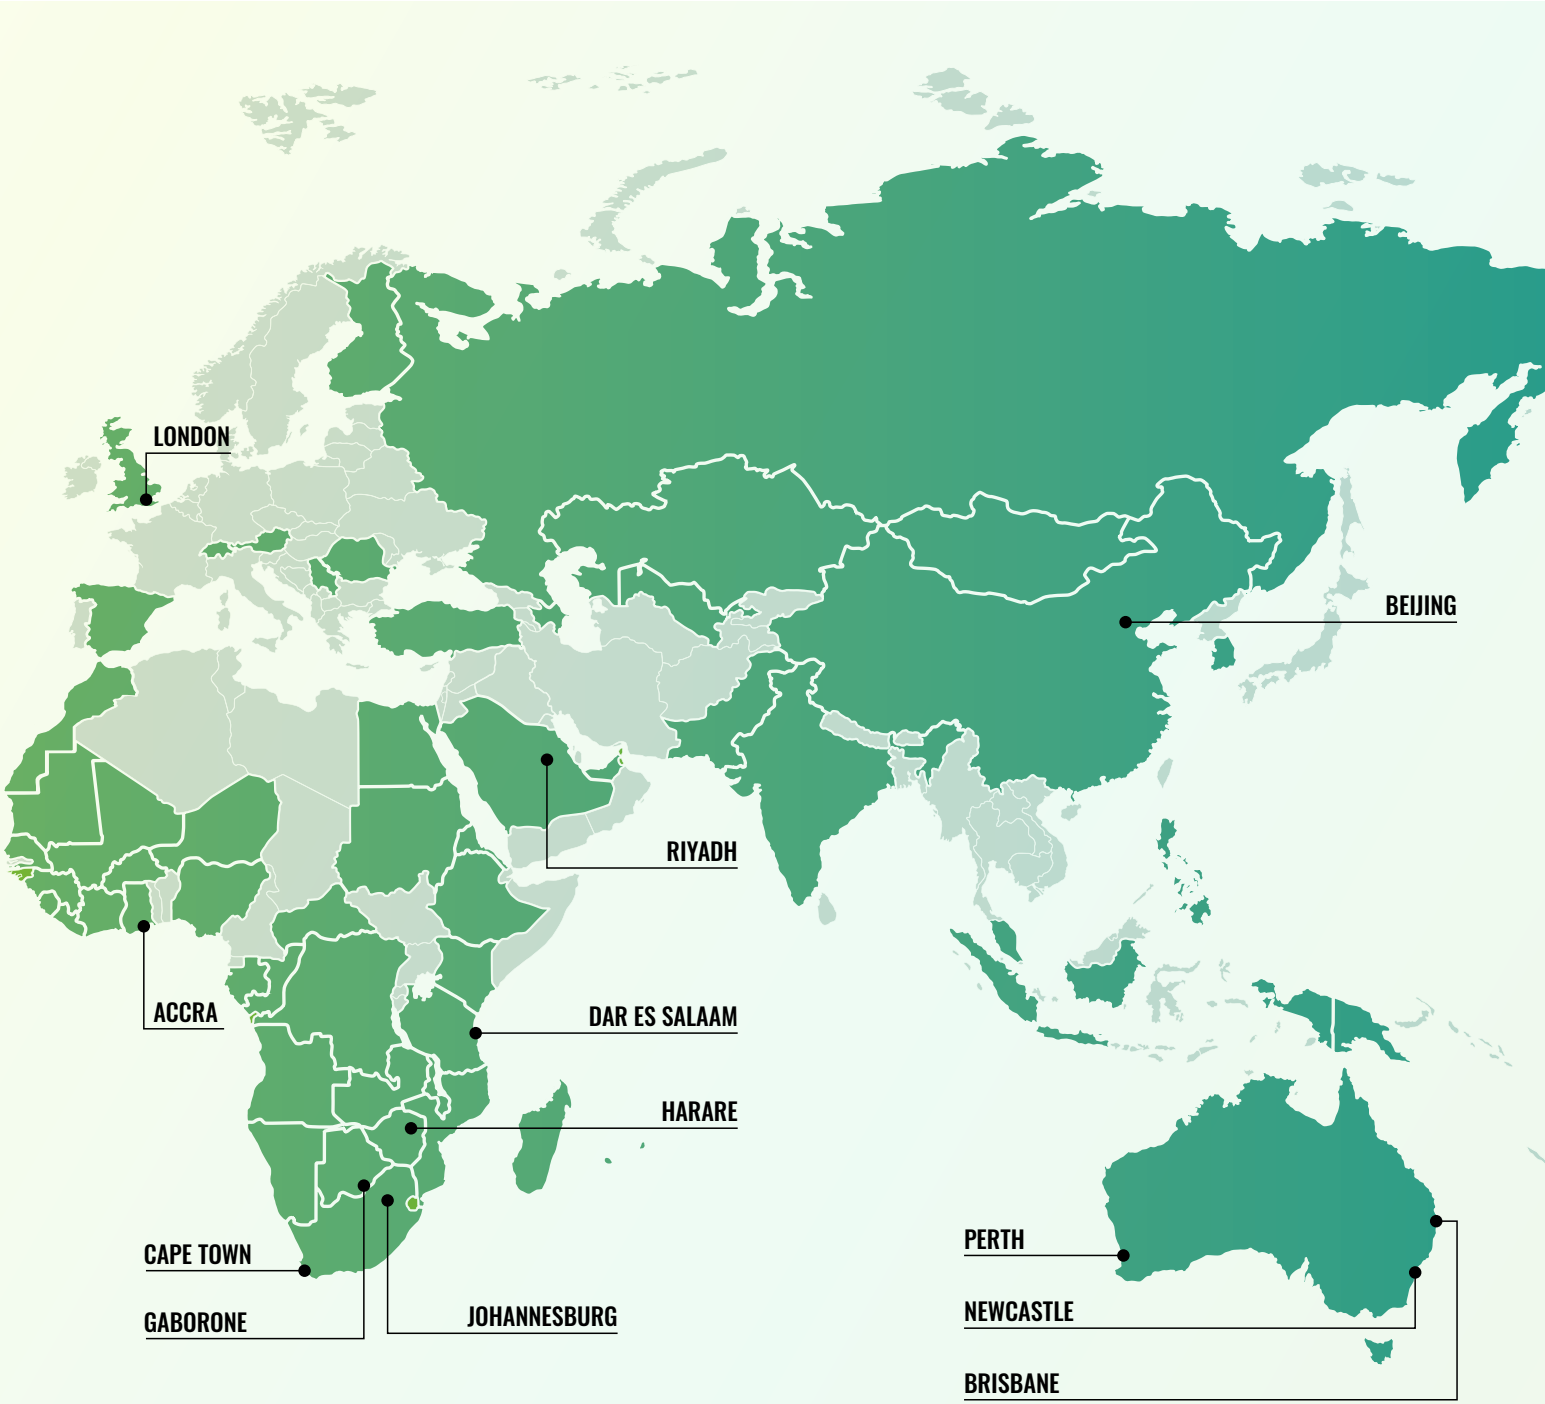 LONDON
BEIJING
RIYADH
ACCRA
DAR ES SALAAM
HARARE
CAPE TOWN
GABORONE
JOHANNESBURG
PERTH
NEWCASTLE
BRISBANE